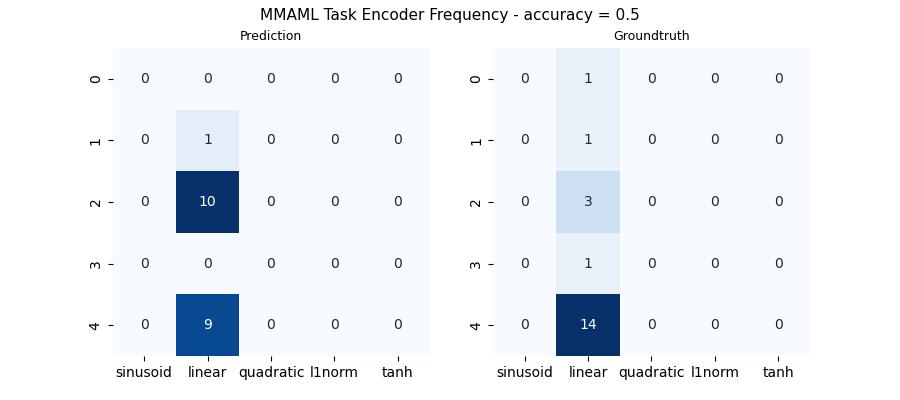 MMAML Task Encoder Frequency - accuracy = 0.5
Prediction
Groundtruth
0 0 0 0 0 0
0 0 1 0 0 0
1 0 1 0 0 0
1 0 1 0 0 0
2 0 10 0 0 0
2 0 3 0 0 0
3 0 0 0 0 0
3 0 1 0 0 0
4 0 9 0 0 0
4 0 14 0 0 0
sinusoid linear quadratic l1norm tanh
sinusoid linear quadratic l1norm tanh